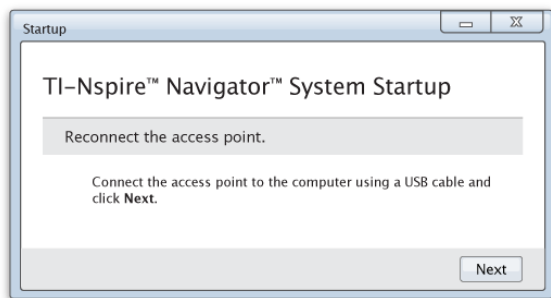 Startup
TI-Nspire™ Navigator™ System Startup
Reconnect the access point.
Connect the access point to the computer using a USB cable and
click Next.
Next